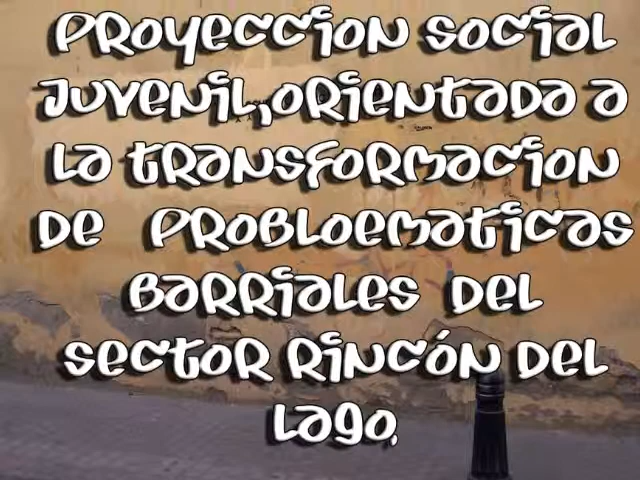 PROYECCION SOCIAL
JUVENIL,ORIENTADA A
LA TRANSFORMACION
DE PROBLOEMATICAS
BARRIALES DEL
SECTOR RINCÓN DEL
LAGO.